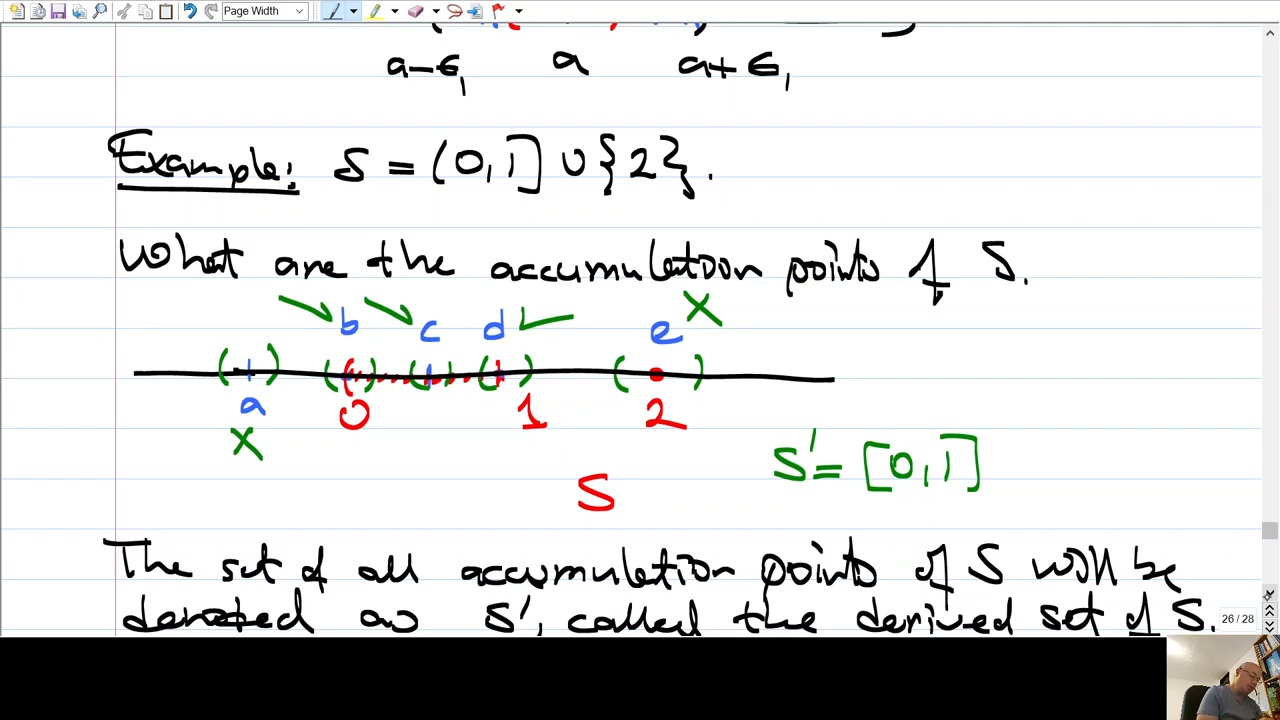 Page Width
a-ϵ₁ a a+ϵ₁
Example: S = (0,1] ∪ {2}.
What are the accumulation points of S.
b c d e X
( ) ( ( ) ( ) ( ) ( )
a 0 1 2
X
S' = [0,1]
S
The set of all accumulation points of S will be
denoted as S', called the derived set of S.
26 / 28